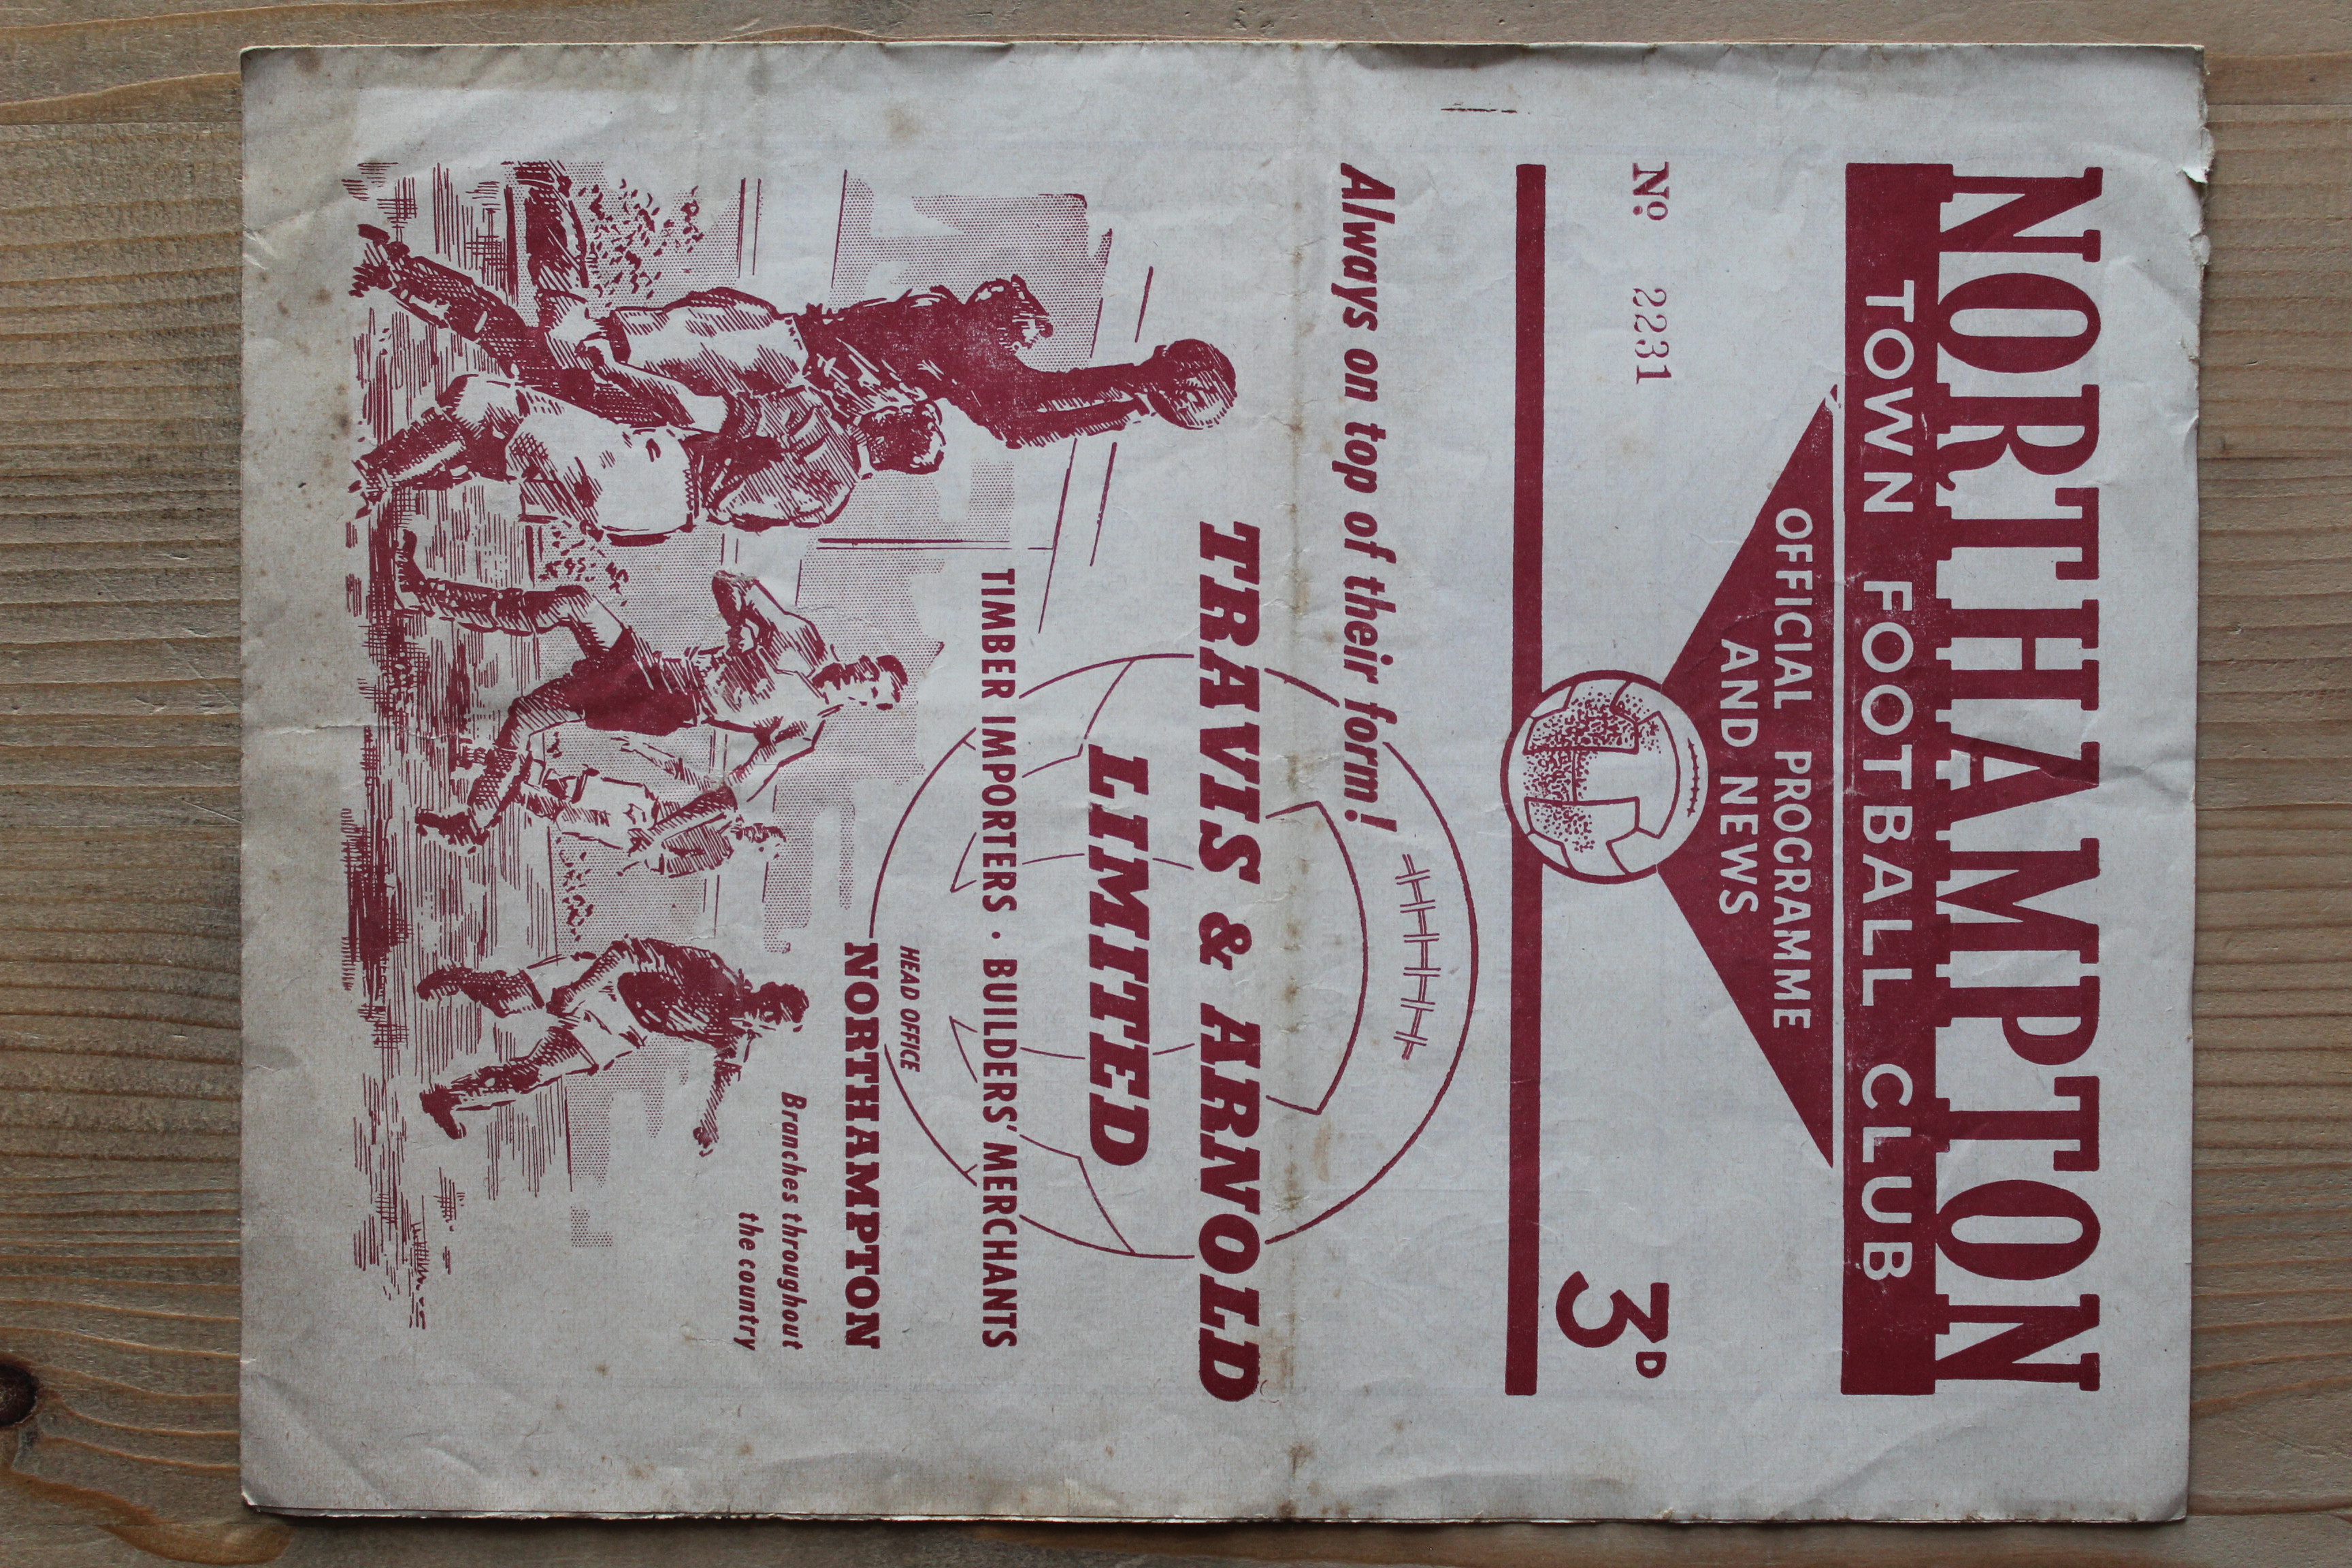 NORTHAMPTON
TOWN FOOTBALL CLUB
OFFICIAL PROGRAMME
AND NEWS
Nº. 2231
3D
Always on top of their form!
TRAVIS & ARNOLD
LIMITED
TIMBER IMPORTERS · BUILDERS' MERCHANTS
HEAD OFFICE
NORTHAMPTON
Branches throughout
the country